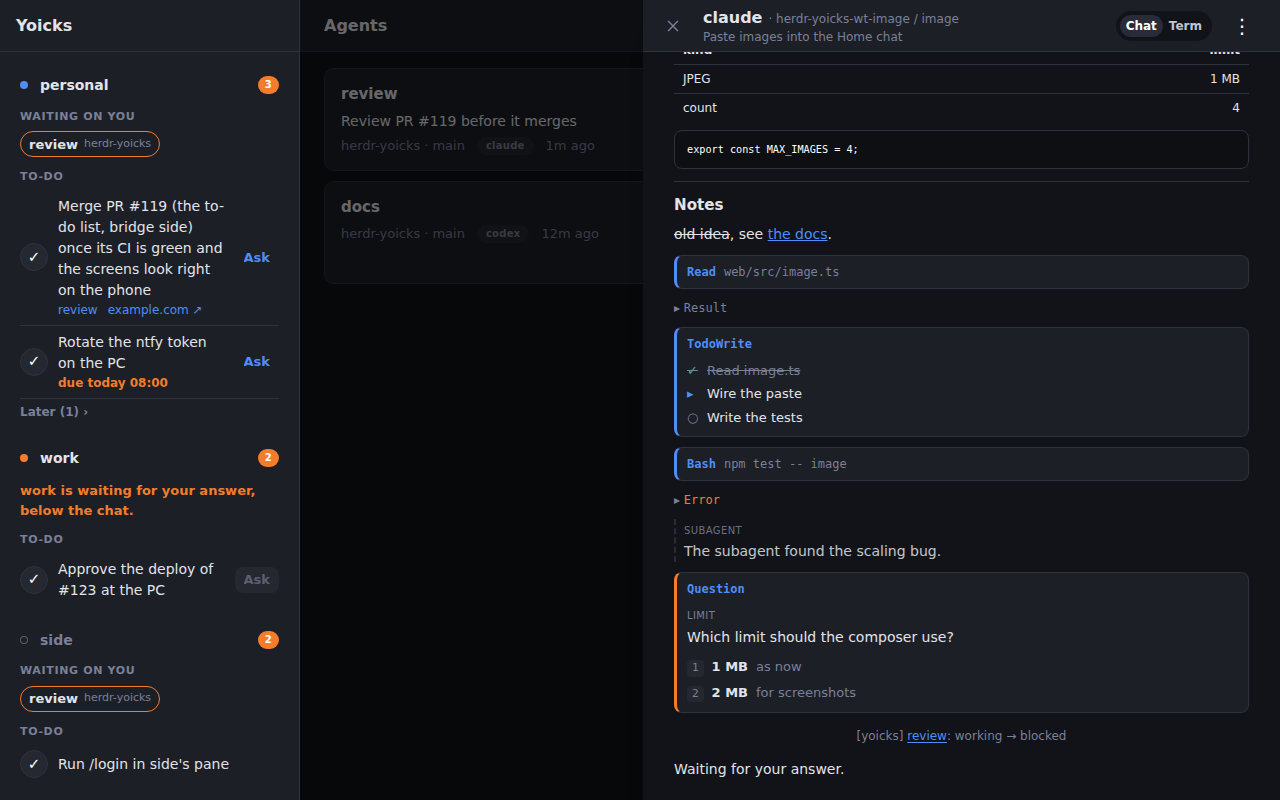 Yoicks
personal
3
WAITING ON YOU
review herdr-yoicks
TO-DO
Merge PR #119 (the to-
do list, bridge side)
once its CI is green and
the screens look right
on the phone
review example.com ↗
✓
Ask
Rotate the ntfy token
on the PC
due today 08:00
✓
Ask
Later (1) ›
work
2
work is waiting for your answer,
below the chat.
TO-DO
Approve the deploy of
#123 at the PC
✓
Ask
side
2
WAITING ON YOU
review herdr-yoicks
TO-DO
✓ Run /login in side's pane
Agents
review
Review PR #119 before it merges
herdr-yoicks · main claude 1m ago
docs
herdr-yoicks · main codex 12m ago
claude · herdr-yoicks-wt-image / image
Paste images into the Home chat
Chat Term
JPEG 1 MB
count 4
export const MAX_IMAGES = 4;
Notes
old idea, see the docs.
Read web/src/image.ts
▸ Result
TodoWrite
✓ Read image.ts
▸ Wire the paste
○ Write the tests
Bash npm test -- image
▸ Error
SUBAGENT
The subagent found the scaling bug.
Question
LIMIT
Which limit should the composer use?
1 1 MB as now
2 2 MB for screenshots
[yoicks] review: working → blocked
Waiting for your answer.